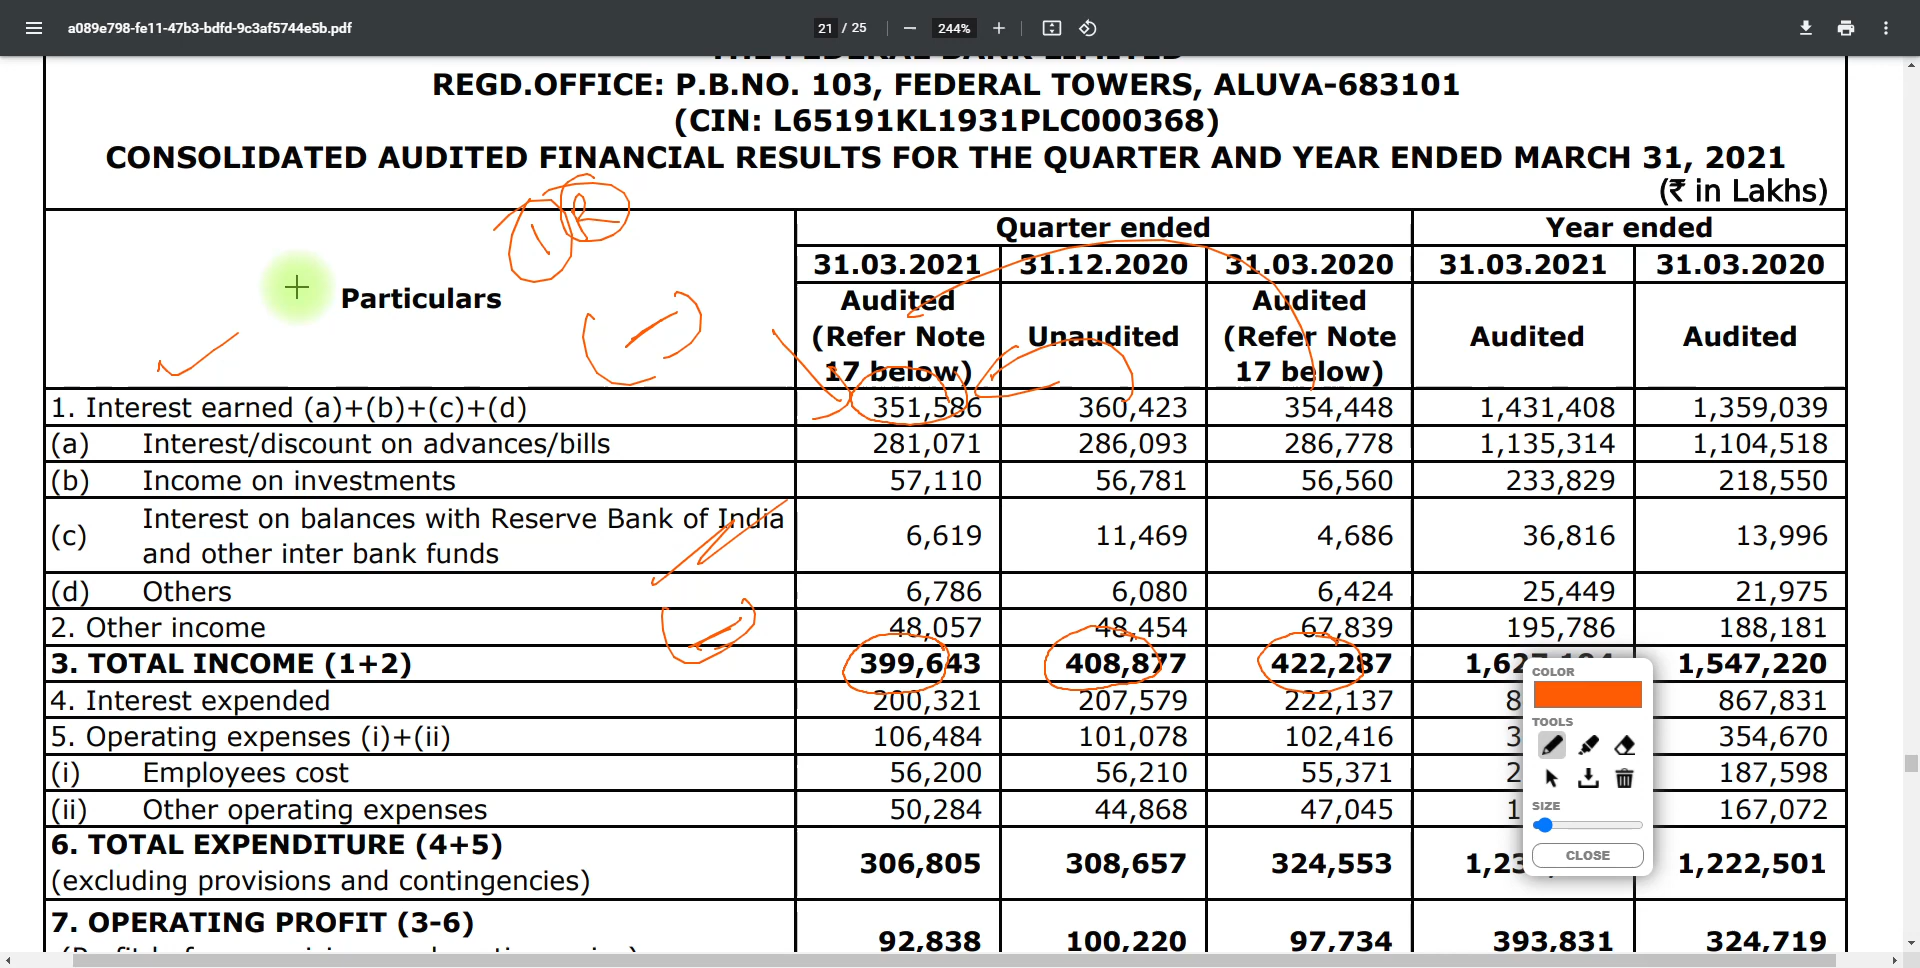 a089e798-fe11-47b3-bdfd-9c3af5744e5b.pdf 21 / 25 244%
THE FEDERAL BANK LIMITED
REGD.OFFICE: P.B.NO. 103, FEDERAL TOWERS, ALUVA-683101
(CIN: L65191KL1931PLC000368)
CONSOLIDATED AUDITED FINANCIAL RESULTS FOR THE QUARTER AND YEAR ENDED MARCH 31, 2021
(₹ in Lakhs)
Particulars Quarter ended Year ended
31.03.2021 31.12.2020 31.03.2020 31.03.2021 31.03.2020
Audited (Refer Note 17 below) Unaudited Audited (Refer Note 17 below) Audited Audited
1. Interest earned (a)+(b)+(c)+(d) 351,586 360,423 354,448 1,431,408 1,359,039
(a) Interest/discount on advances/bills 281,071 286,093 286,778 1,135,314 1,104,518
(b) Income on investments 57,110 56,781 56,560 233,829 218,550
(c) Interest on balances with Reserve Bank of India
and other inter bank funds 6,619 11,469 4,686 36,816 13,996
(d) Others 6,786 6,080 6,424 25,449 21,975
2. Other income 48,057 48,454 67,839 195,786 188,181
3. TOTAL INCOME (1+2) 399,643 408,877 422,287 1,547,220
4. Interest expended 200,321 207,579 222,137 867,831
5. Operating expenses (i)+(ii) 106,484 101,078 102,416 354,670
(i) Employees cost 56,200 56,210 55,371 187,598
(ii) Other operating expenses 50,284 44,868 47,045 167,072
6. TOTAL EXPENDITURE (4+5)
(excluding provisions and contingencies) 306,805 308,657 324,553 1,222,501
7. OPERATING PROFIT (3-6) 92,838 100,220 97,734 393,831 324,719
COLOR
TOOLS
SIZE
CLOSE